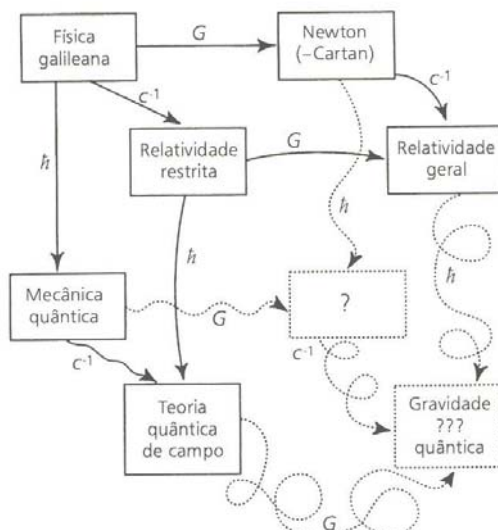 Física
galileana
G
Newton
(–Cartan)
c⁻¹
c⁻¹
ħ
Relatividade
restrita
G
Relatividade
geral
ħ
ħ
ħ
Mecânica
quântica
G
?
c⁻¹
c⁻¹
Teoria
quântica
de campo
Gravidade
???
quântica
G